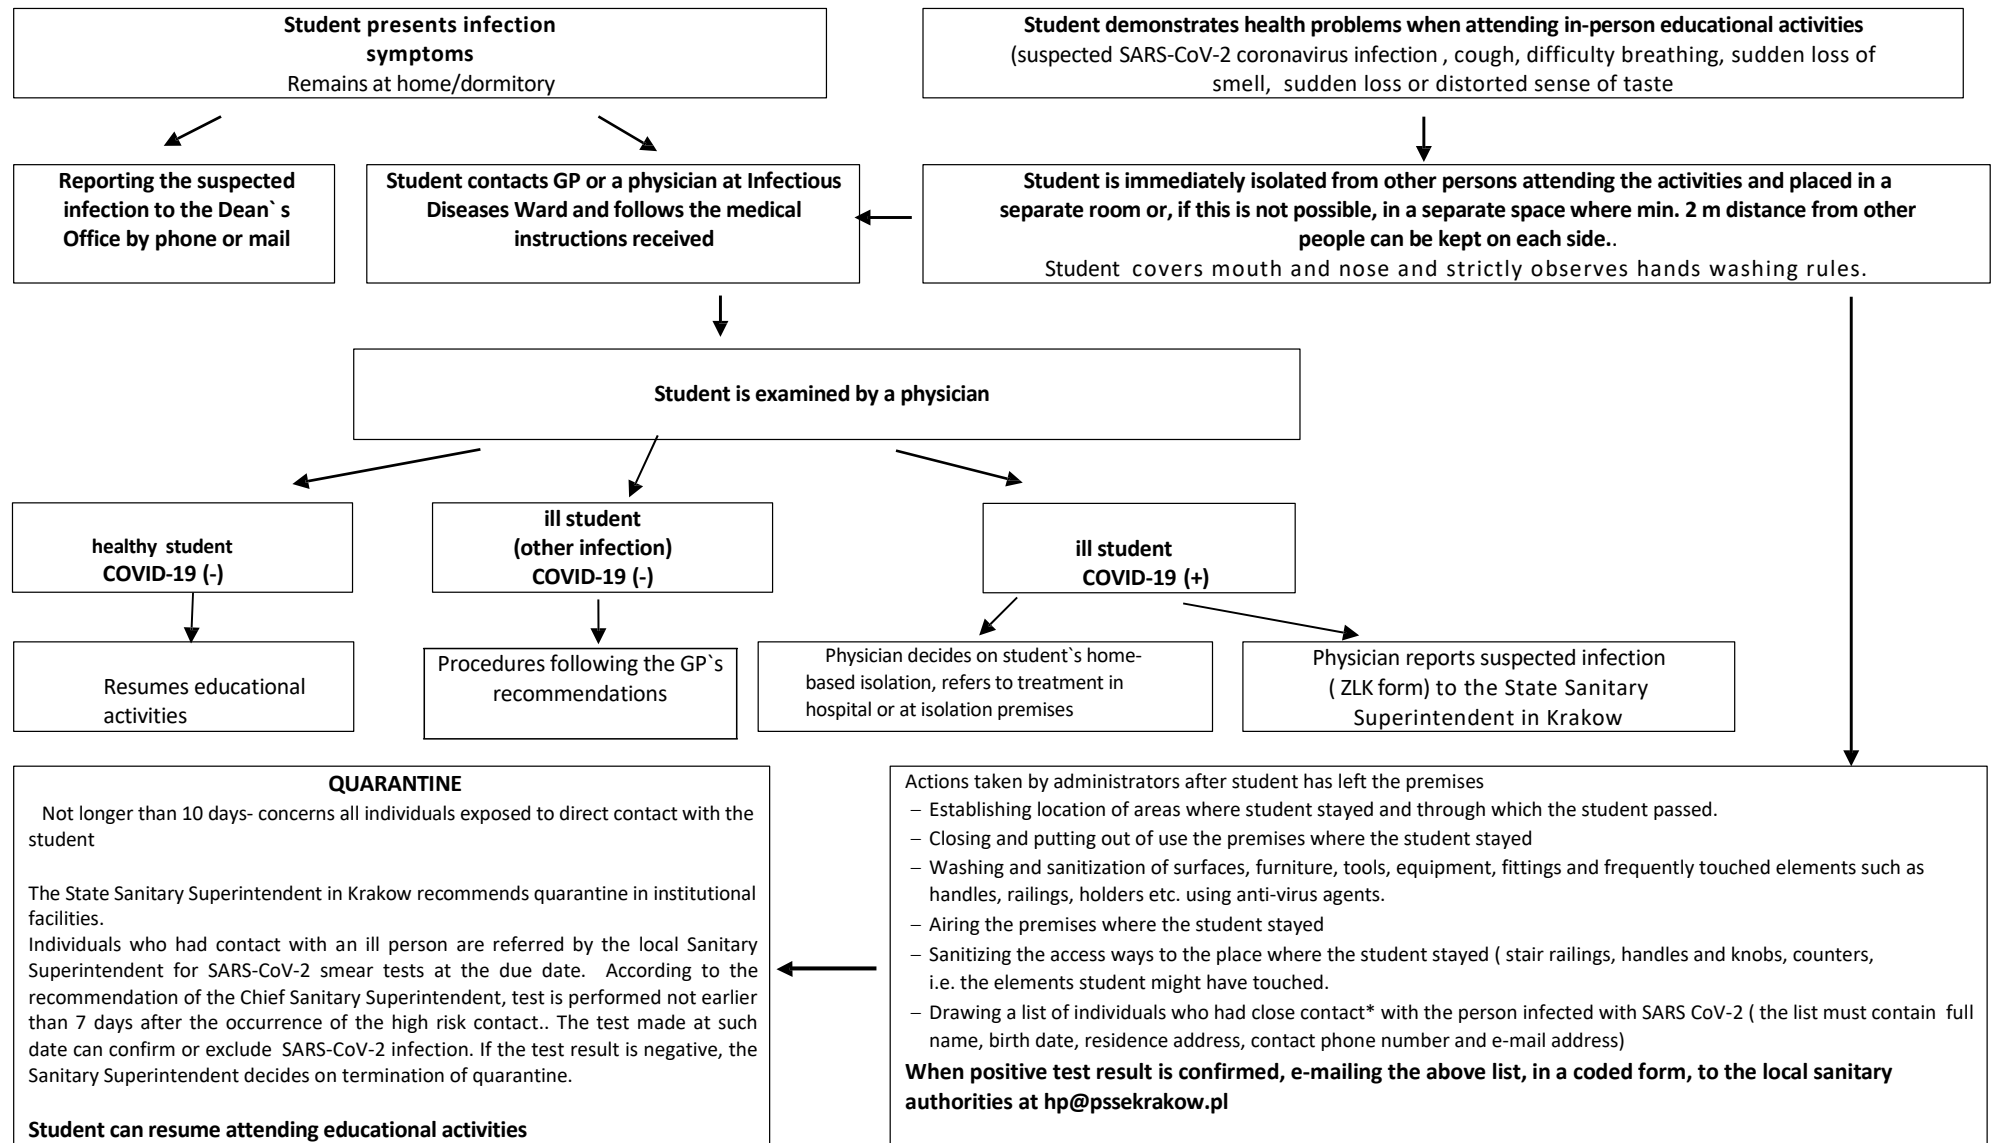 Student presents infection
symptoms
Remains at home/dormitory
Student demonstrates health problems when attending in-person educational activities
(suspected SARS-CoV-2 coronavirus infection , cough, difficulty breathing, sudden loss of
smell, sudden loss or distorted sense of taste
Reporting the suspected
infection to the Dean`s
Office by phone or mail
Student contacts GP or a physician at Infectious
Diseases Ward and follows the medical
instructions received
Student is immediately isolated from other persons attending the activities and placed in a
separate room or, if this is not possible, in a separate space where min. 2 m distance from other
people can be kept on each side..
Student covers mouth and nose and strictly observes hands washing rules.
Student is examined by a physician
healthy student
COVID-19 (-)
ill student
(other infection)
COVID-19 (-)
ill student
COVID-19 (+)
Resumes educational
activities
Procedures following the GP`s
recommendations
Physician decides on student`s home-
based isolation, refers to treatment in
hospital or at isolation premises
Physician reports suspected infection
( ZLK form) to the State Sanitary
Superintendent in Krakow
QUARANTINE
Not longer than 10 days- concerns all individuals exposed to direct contact with the
student
The State Sanitary Superintendent in Krakow recommends quarantine in institutional
facilities.
Individuals who had contact with an ill person are referred by the local Sanitary
Superintendent for SARS-CoV-2 smear tests at the due date. According to the
recommendation of the Chief Sanitary Superintendent, test is performed not earlier
than 7 days after the occurrence of the high risk contact.. The test made at such
date can confirm or exclude SARS-CoV-2 infection. If the test result is negative, the
Sanitary Superintendent decides on termination of quarantine.
Student can resume attending educational activities
Actions taken by administrators after student has left the premises
− Establishing location of areas where student stayed and through which the student passed.
− Closing and putting out of use the premises where the student stayed
− Washing and sanitization of surfaces, furniture, tools, equipment, fittings and frequently touched elements such as
handles, railings, holders etc. using anti-virus agents.
− Airing the premises where the student stayed
− Sanitizing the access ways to the place where the student stayed ( stair railings, handles and knobs, counters,
i.e. the elements student might have touched.
− Drawing a list of individuals who had close contact* with the person infected with SARS CoV-2 ( the list must contain full
name, birth date, residence address, contact phone number and e-mail address)
When positive test result is confirmed, e-mailing the above list, in a coded form, to the local sanitary
authorities at hp@pssekrakow.pl